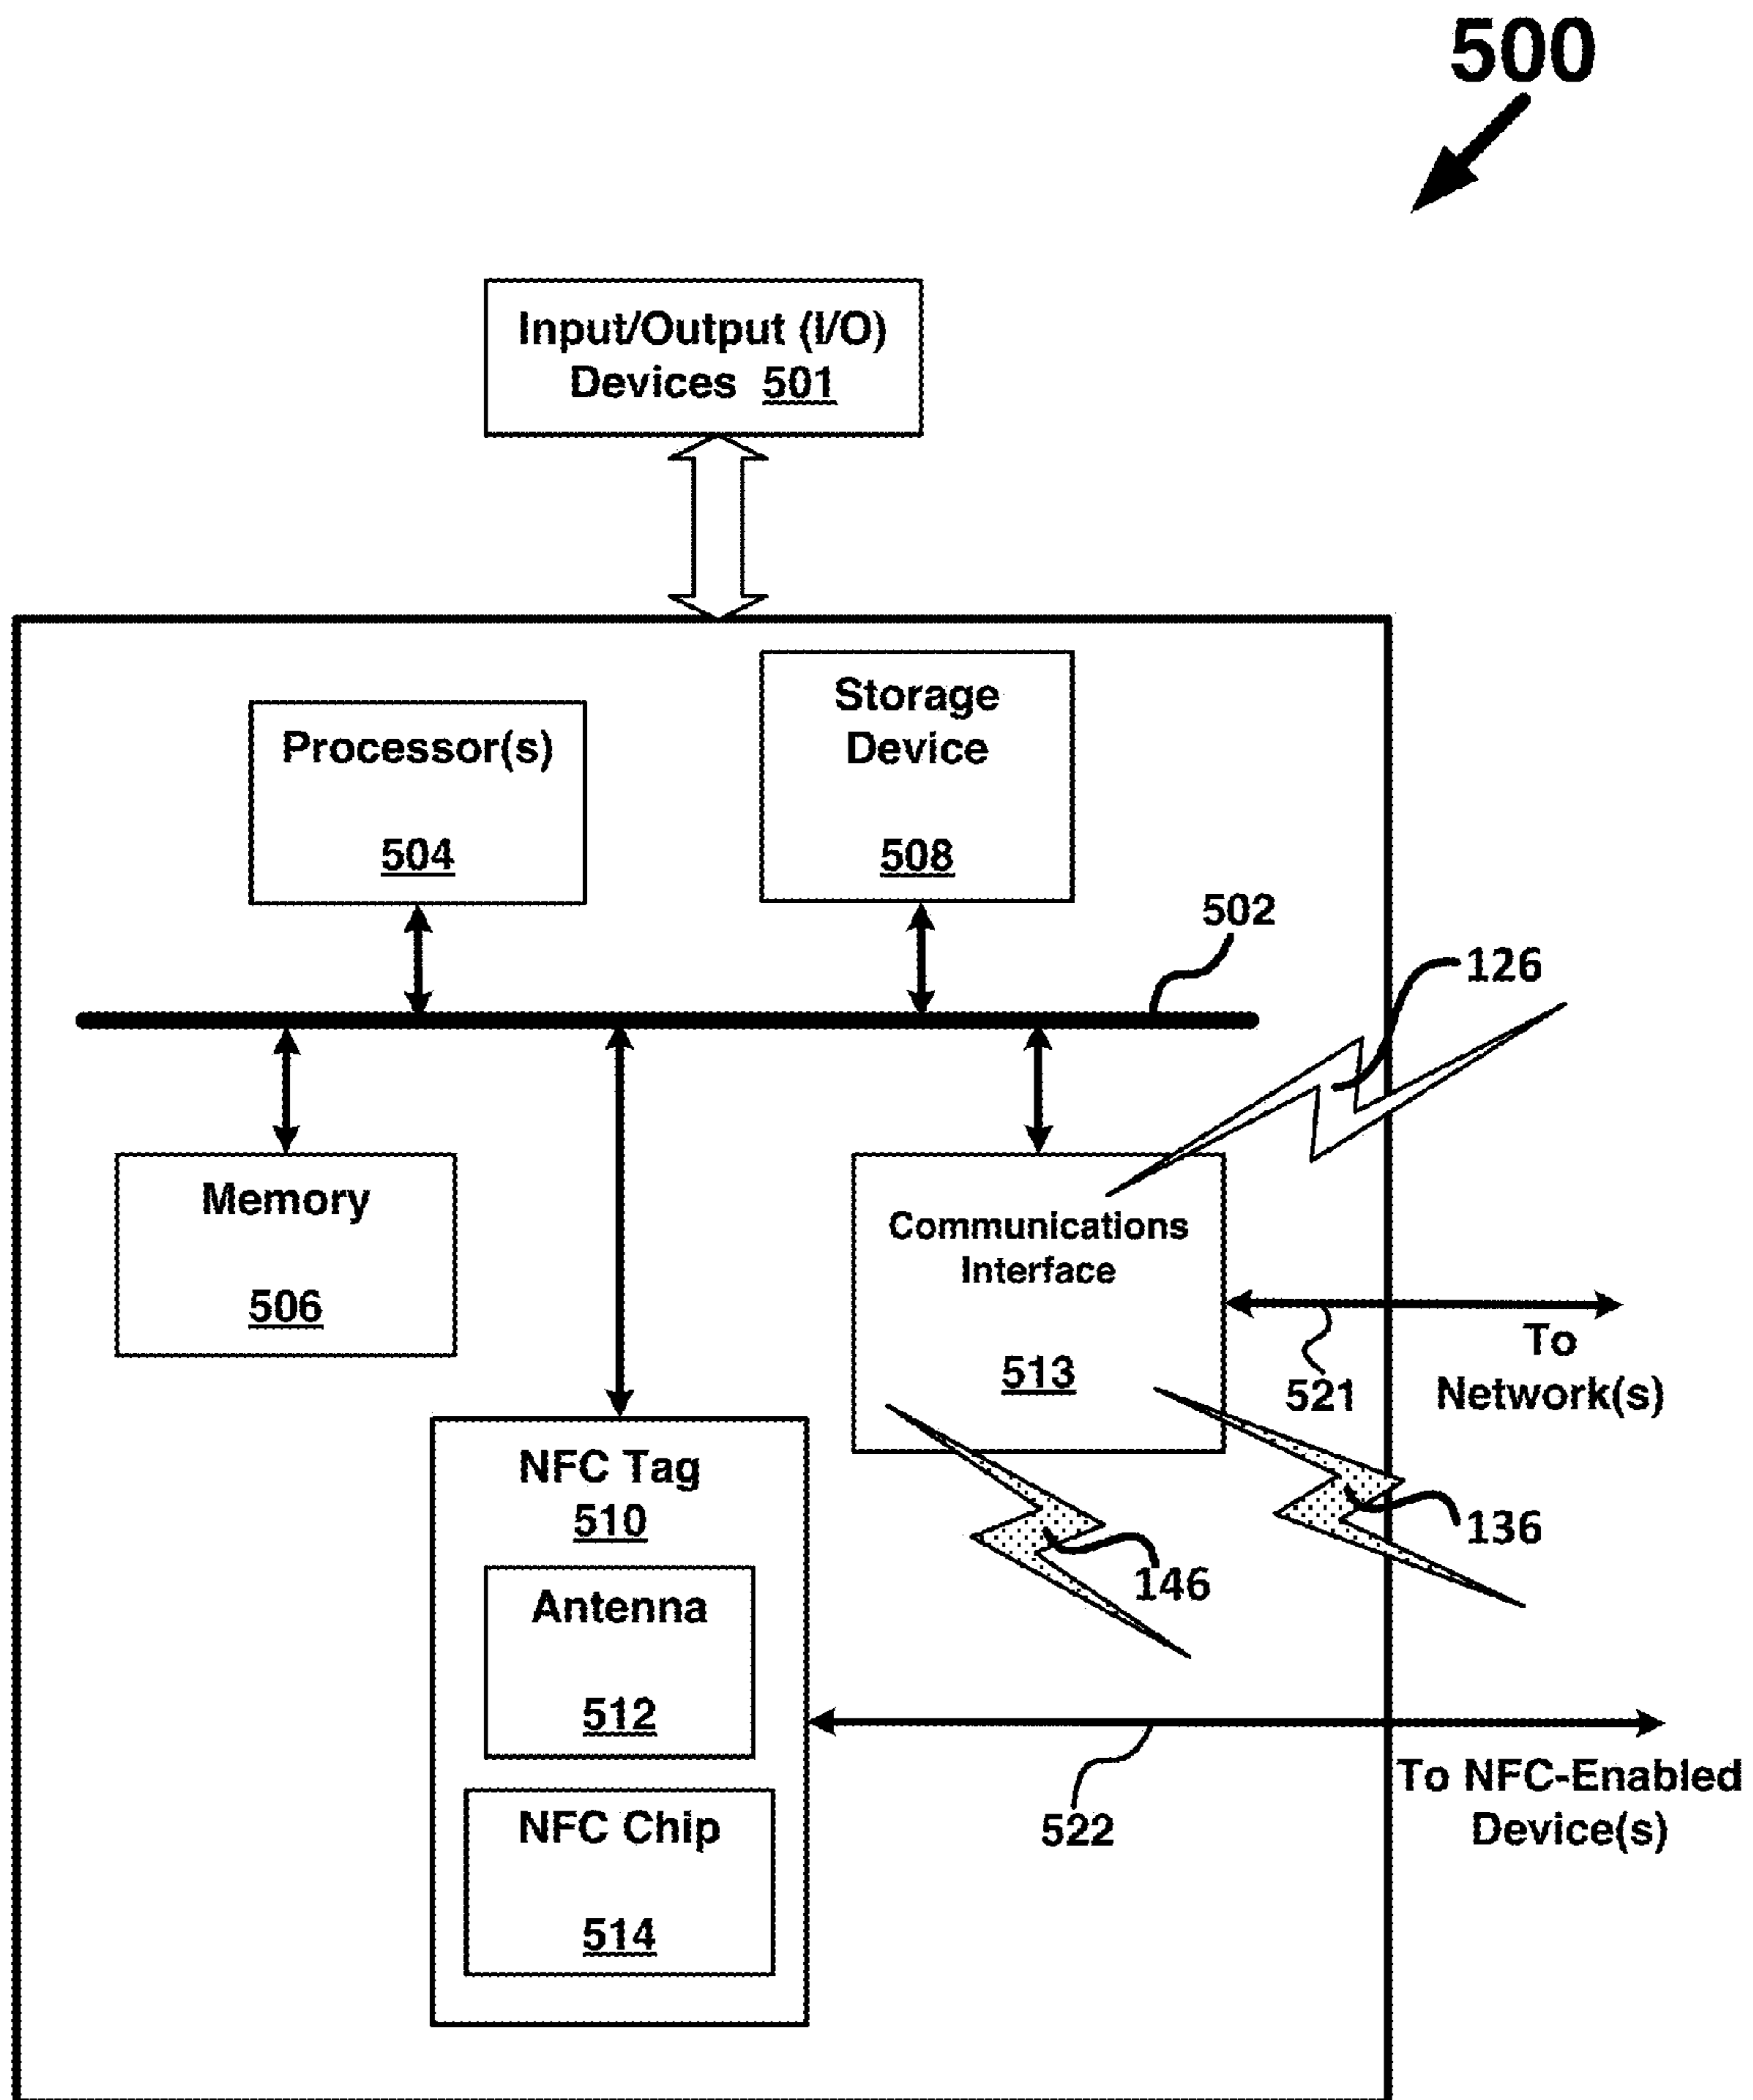 500
Input/Output (I/O)
Devices 501
Processor(s)
504
Storage
Device
508
502
126
Memory
506
Communications
Interface
513
521
To
Network(s)
NFC Tag
510
Antenna
512
NFC Chip
514
146
136
522
To NFC-Enabled
Device(s)